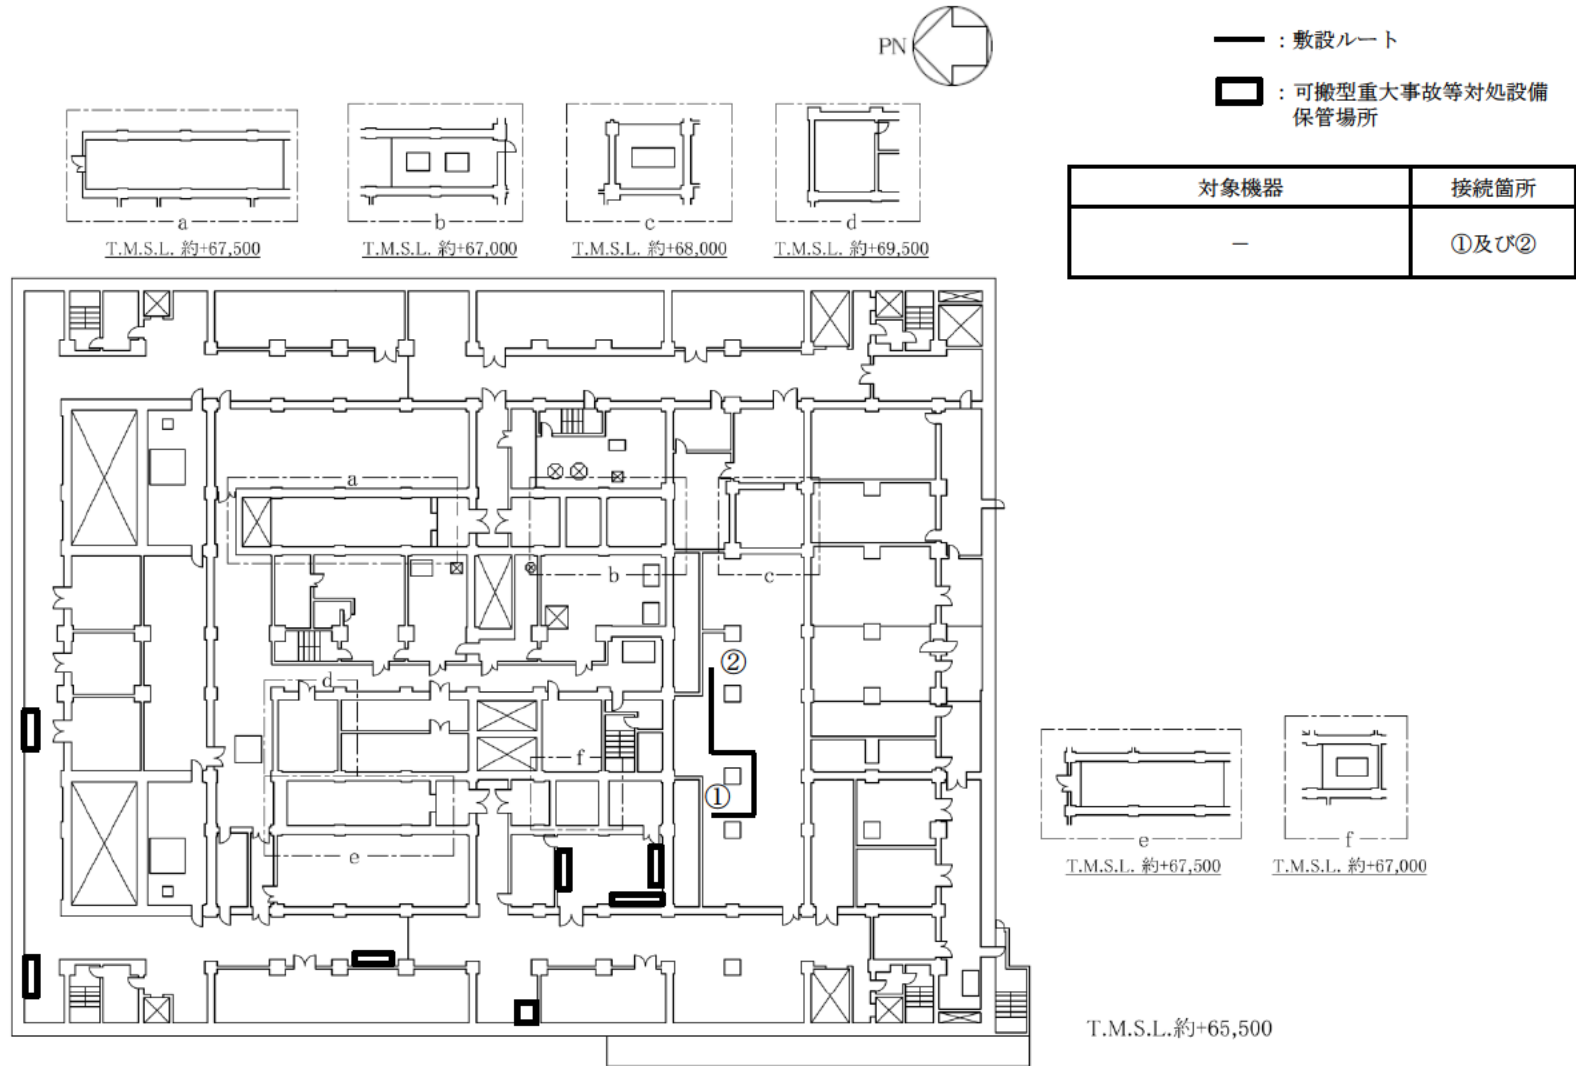 PN
：敷設ルート
：可搬型重大事故等対処設備
保管場所
対象機器 接続箇所
－ ①及び②
a
T.M.S.L. 約+67,500
b
T.M.S.L. 約+67,000
c
T.M.S.L. 約+68,000
d
T.M.S.L. 約+69,500
a
b
c
②
d
f
①
e
e
T.M.S.L. 約+67,500
f
T.M.S.L. 約+67,000
T.M.S.L.約+65,500